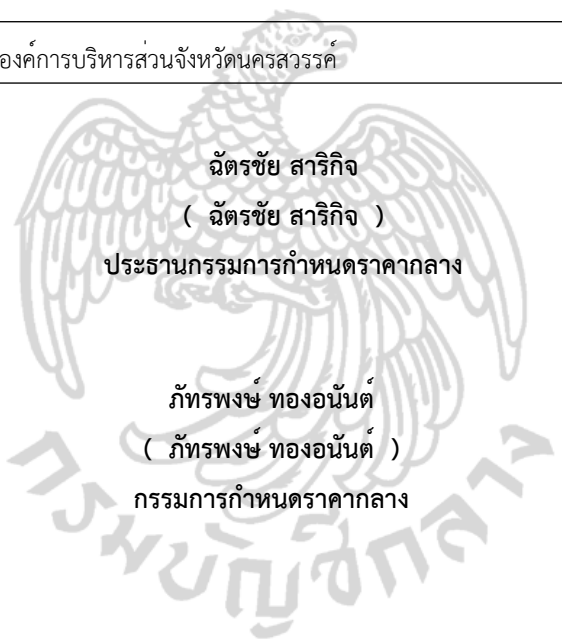 องค์การบริหารส่วนจังหวัดนครสวรรค์
ฉัตรชัย สาริกิจ
( ฉัตรชัย สาริกิจ )
ประธานกรรมการกำหนดราคากลาง
ภัทรพงษ์ ทองอนันต์
( ภัทรพงษ์ ทองอนันต์ )
กรรมการกำหนดราคากลาง
กรมบัญชีกลาง